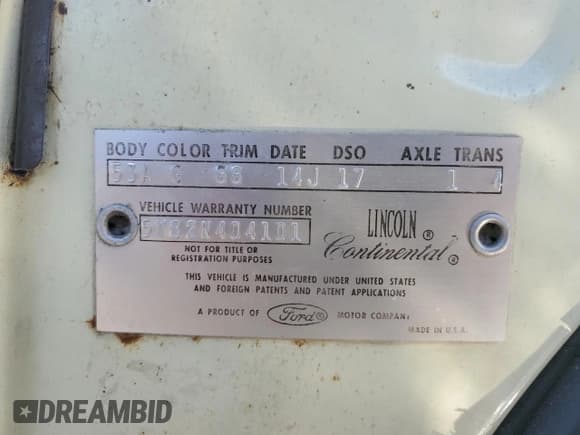 BODY COLOR TRIM DATE DSO AXLE TRANS
53A 88 14J 17 1 4
VEHICLE WARRANTY NUMBER
LINCOLN ®
Continental ®
NOT FOR TITLE OR
REGISTRATION PURPOSES
THIS VEHICLE IS MANUFACTURED UNDER UNITED STATES
AND FOREIGN PATENTS AND PATENT APPLICATIONS
A PRODUCT OF Ford ® MOTOR COMPANY
MADE IN U.S.A.
DREAMBID